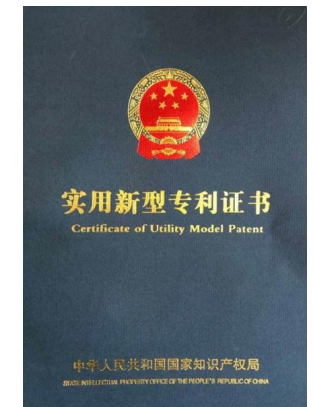 实用新型专利证书
Certificate of Utility Model Patent
中华人民共和国国家知识产权局
STATE INTELLECTUAL PROPERTY OFFICE OF THE PEOPLE'S REPUBLIC OF CHINA